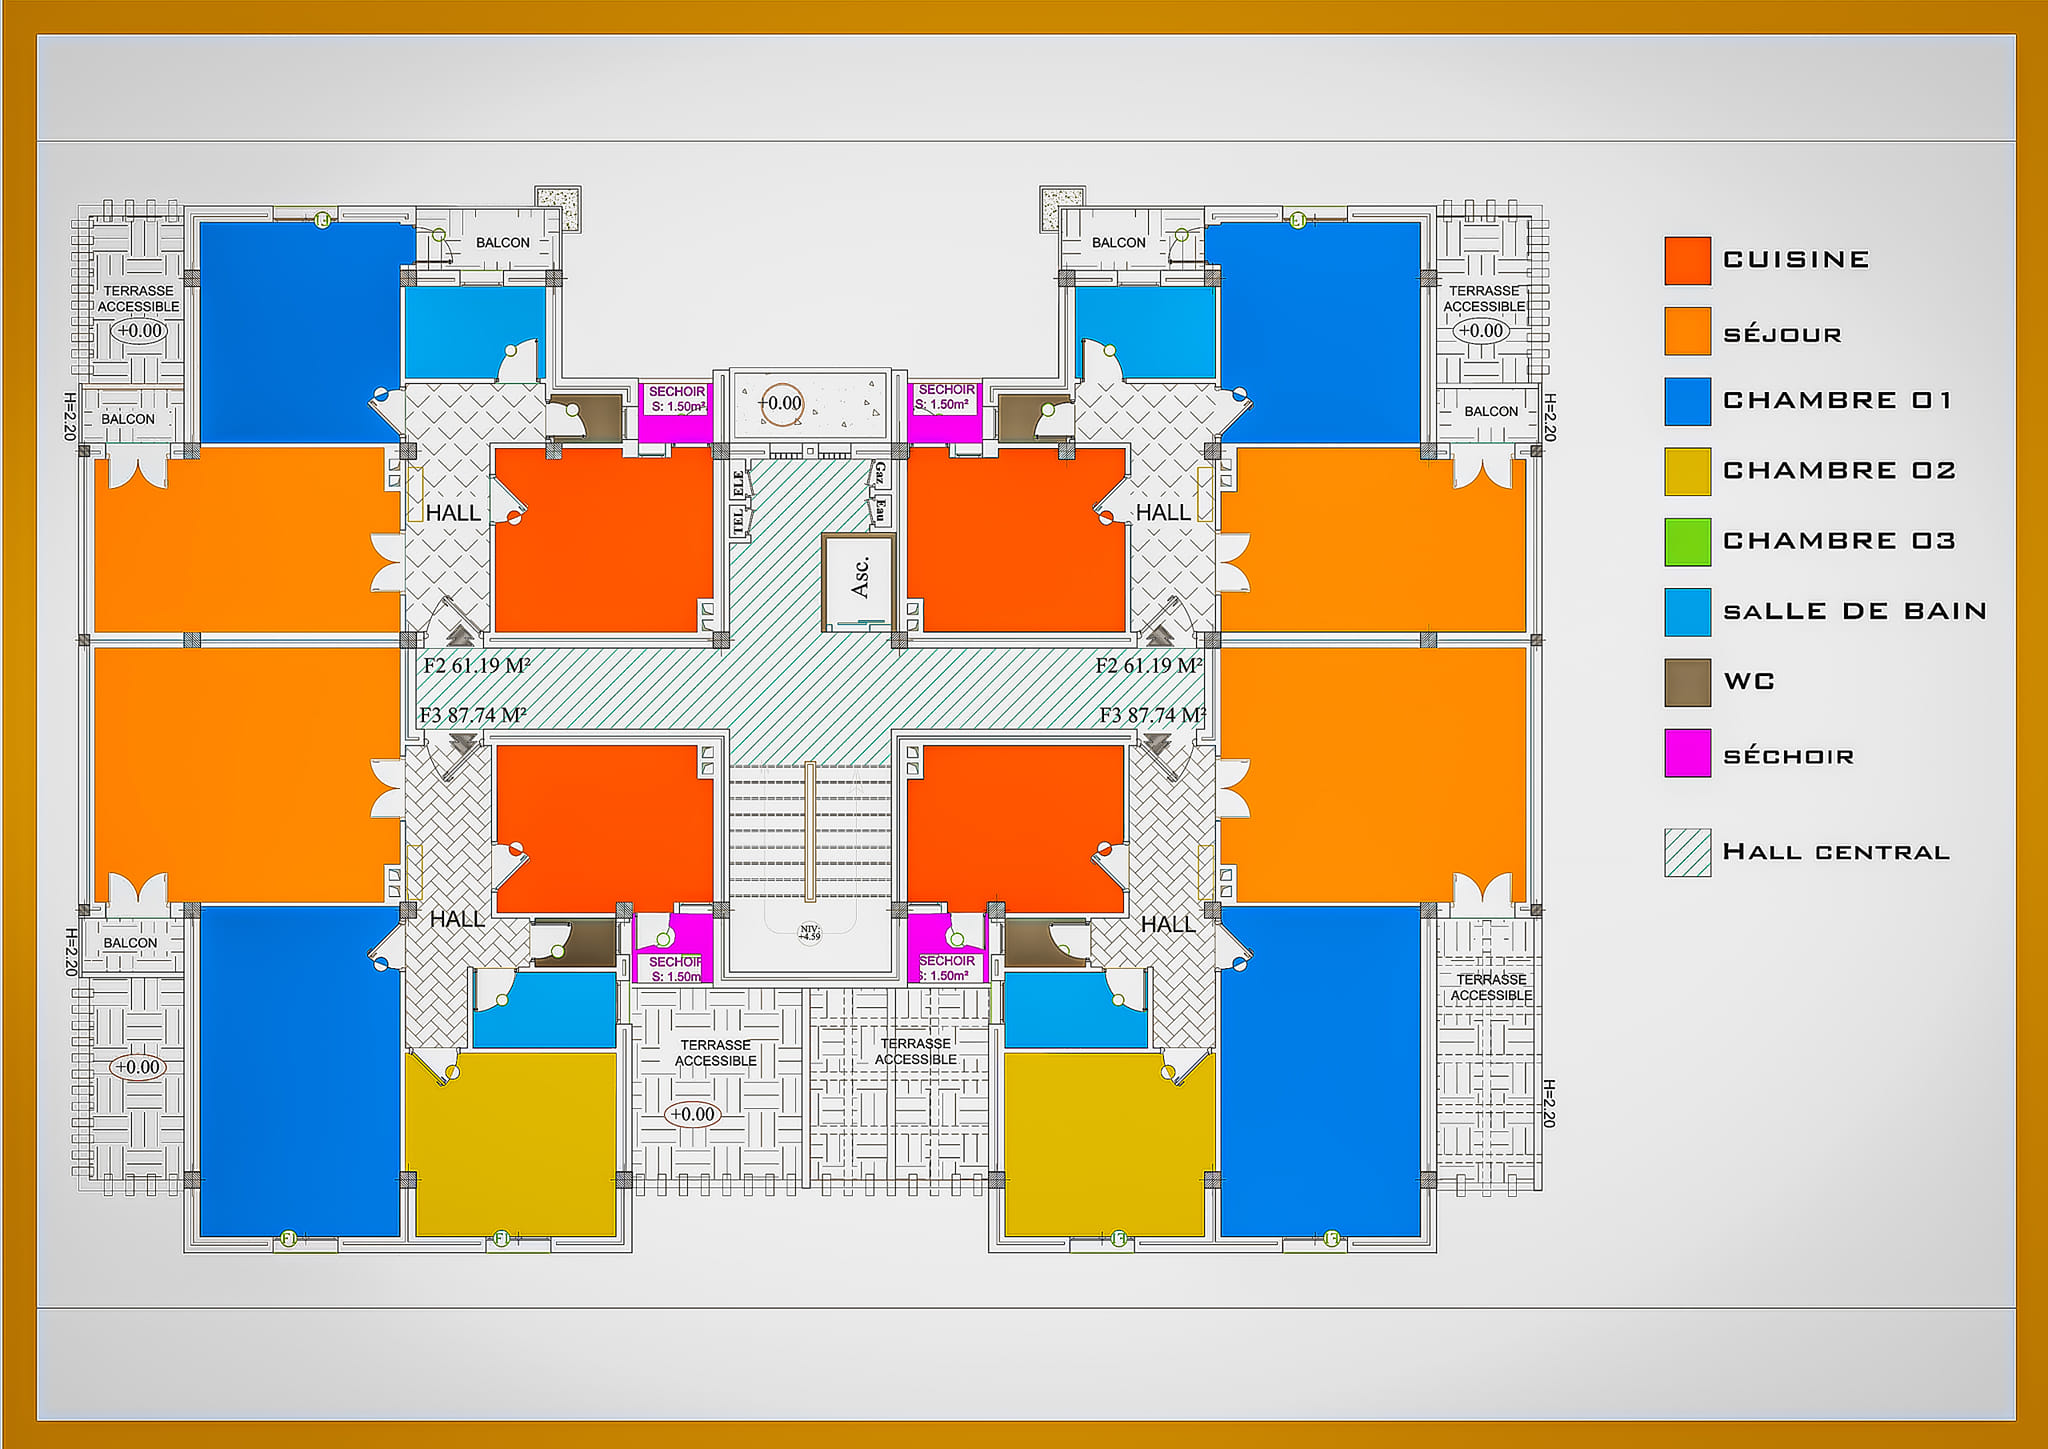 BALCON
BALCON
TERRASSE
ACCESSIBLE
+0.00
TERRASSE
ACCESSIBLE
+0.00
H=2.20
BALCON
SECHOIR
S: 1.50m²
+0.00
SECHOIR
S: 1.50m²
BALCON
H=2.20
HALL
ELE
TEL
Gaz
Eau
HALL
Asc.
F2 61.19 M²
F2 61.19 M²
F3 87.74 M²
F3 87.74 M²
HALL
HALL
NIV:
+4.59
H=2.20
BALCON
SECHOIR
S: 1.50m
SECHOIR
S: 1.50m²
TERRASSE
ACCESSIBLE
+0.00
TERRASSE
ACCESSIBLE
+0.00
TERRASSE
ACCESSIBLE
H=2.20
F1
F1
CUISINE
SÉJOUR
CHAMBRE 01
CHAMBRE 02
CHAMBRE 03
SALLE DE BAIN
WC
SÉCHOIR
HALL CENTRAL